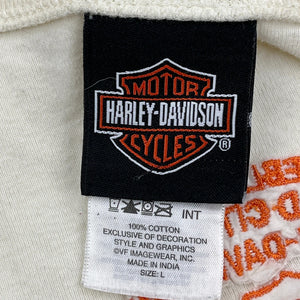 MOTOR
HARLEY-DAVIDSON
CYCLES
®
INT
100% COTTON
EXCLUSIVE OF DECORATION
STYLE AND GRAPHICS
©VF IMAGEWEAR, INC.
MADE IN INDIA
SIZE: L